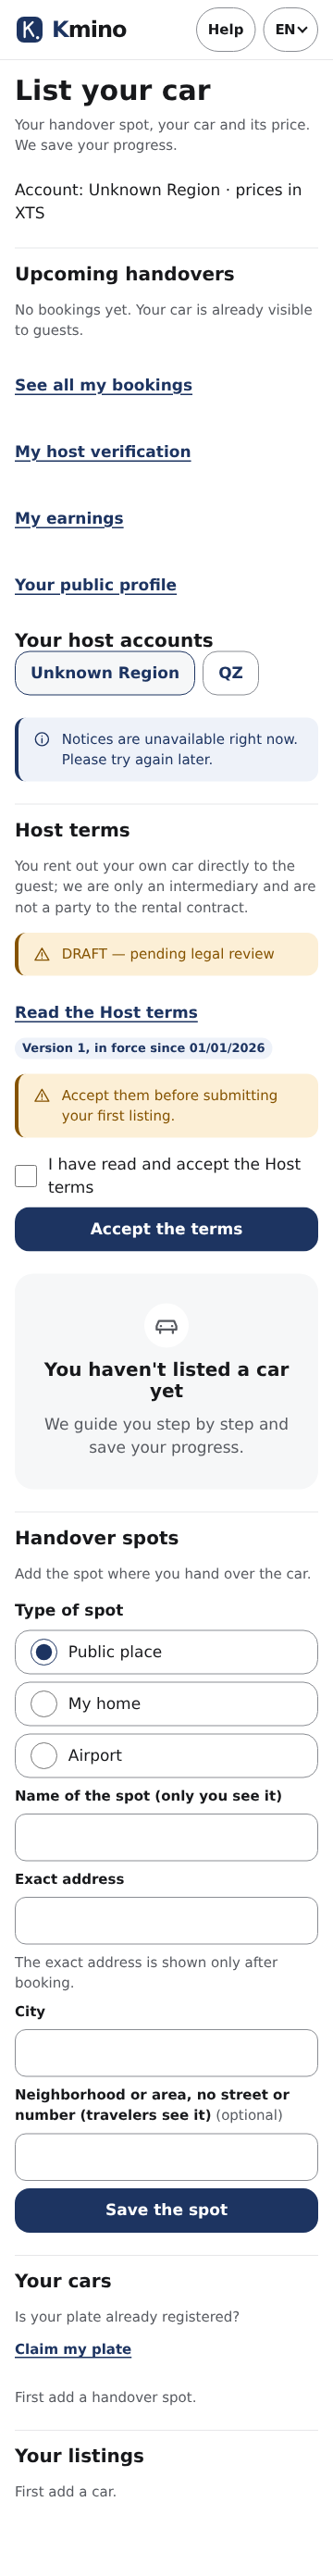 K. Kmino
Help
EN
List your car
Your handover spot, your car and its price.
We save your progress.
Account: Unknown Region · prices in
XTS
Upcoming handovers
No bookings yet. Your car is already visible
to guests.
See all my bookings
My host verification
My earnings
Your public profile
Your host accounts
Unknown Region
QZ
Notices are unavailable right now.
Please try again later.
Host terms
You rent out your own car directly to the
guest; we are only an intermediary and are
not a party to the rental contract.
DRAFT — pending legal review
Read the Host terms
Version 1, in force since 01/01/2026
Accept them before submitting
your first listing.
I have read and accept the Host
terms
Accept the terms
You haven't listed a car
yet
We guide you step by step and
save your progress.
Handover spots
Add the spot where you hand over the car.
Type of spot
Public place
My home
Airport
Name of the spot (only you see it)
Exact address
The exact address is shown only after
booking.
City
Neighborhood or area, no street or
number (travelers see it) (optional)
Save the spot
Your cars
Is your plate already registered?
Claim my plate
First add a handover spot.
Your listings
First add a car.